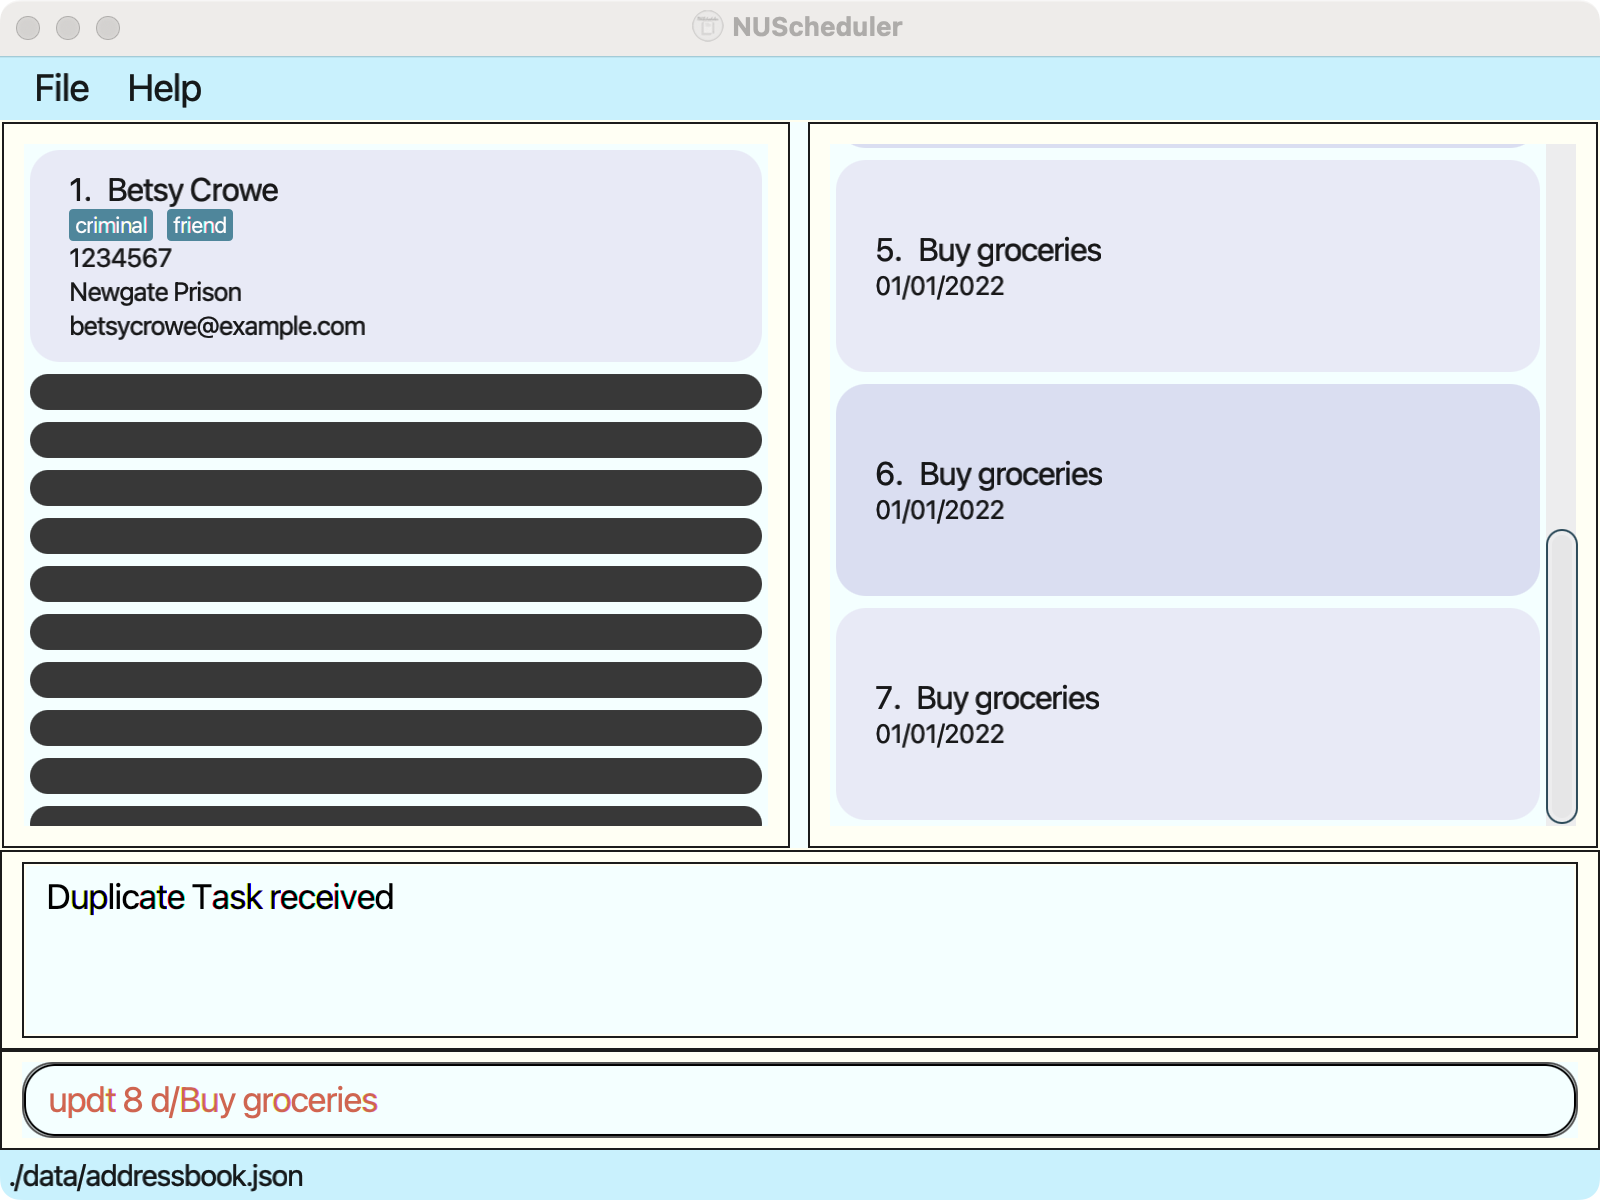 NUScheduler
File Help
1. Betsy Crowe
criminal friend
1234567
Newgate Prison
betsycrowe@example.com
5. Buy groceries
01/01/2022
6. Buy groceries
01/01/2022
7. Buy groceries
01/01/2022
Duplicate Task received
updt 8 d/Buy groceries
./data/addressbook.json